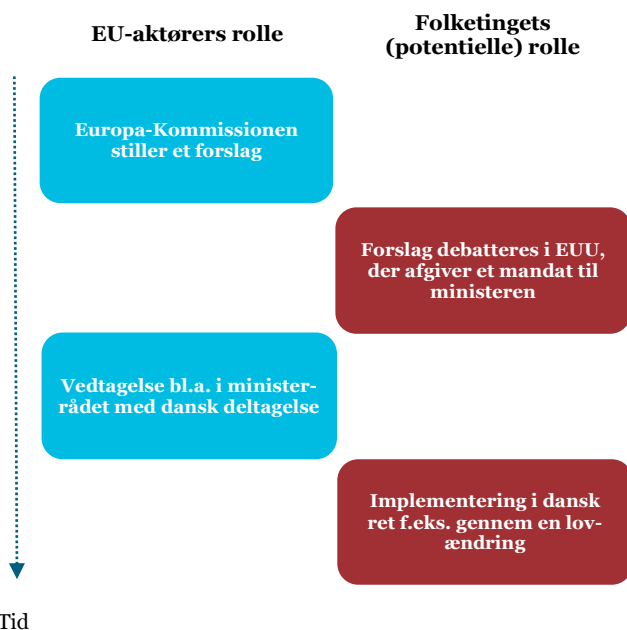 EU-aktørers rolle
Folketingets
(potentielle) rolle
Europa-Kommissionen
stiller et forslag
Forslag debatteres i EUU,
der afgiver et mandat til
ministeren
Vedtagelse bl.a. i minister-
rådet med dansk deltagelse
Implementering i dansk
ret f.eks. gennem en lov-
ændring
Tid